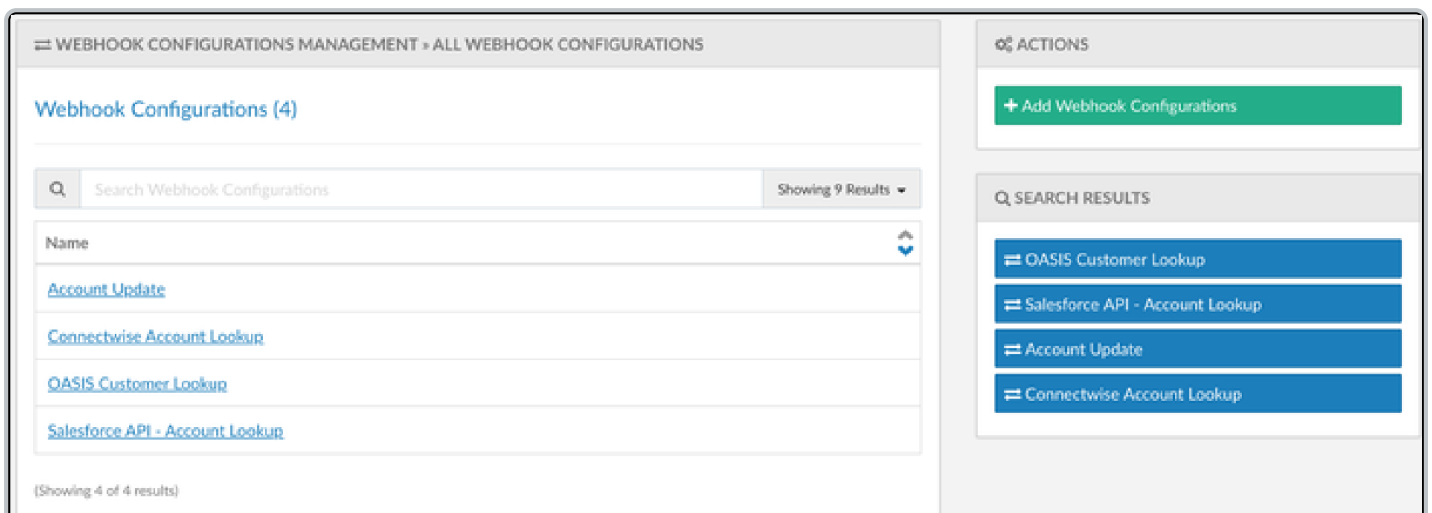 WEBHOOK CONFIGURATIONS MANAGEMENT » ALL WEBHOOK CONFIGURATIONS
Webhook Configurations (4)
Search Webhook Configurations
Showing 9 Results
Name
Account Update
Connectwise Account Lookup
OASIS Customer Lookup
Salesforce API - Account Lookup
(Showing 4 of 4 results)
ACTIONS
+ Add Webhook Configurations
SEARCH RESULTS
OASIS Customer Lookup
Salesforce API - Account Lookup
Account Update
Connectwise Account Lookup